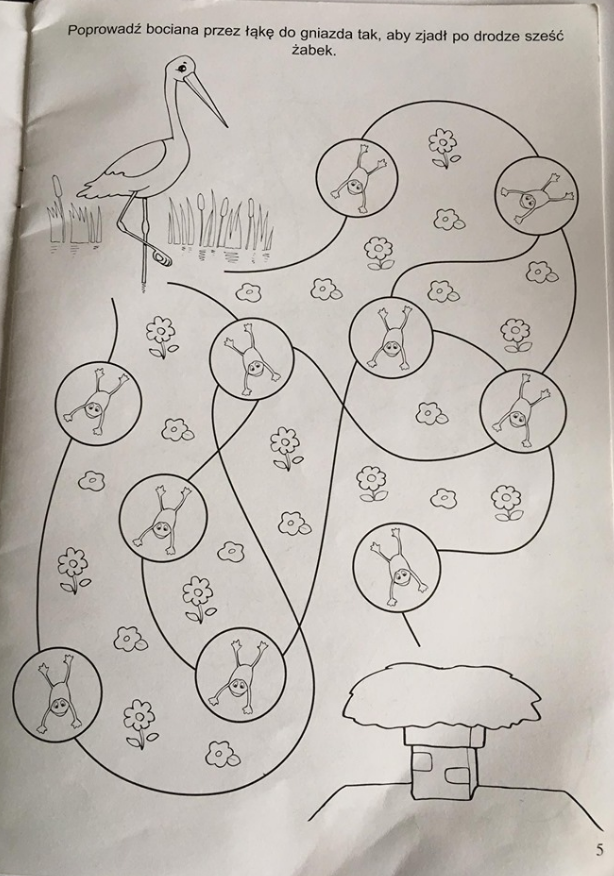 Poprowadź bociana przez łąkę do gniazda tak, aby zjadł po drodze sześć
żabek.
5